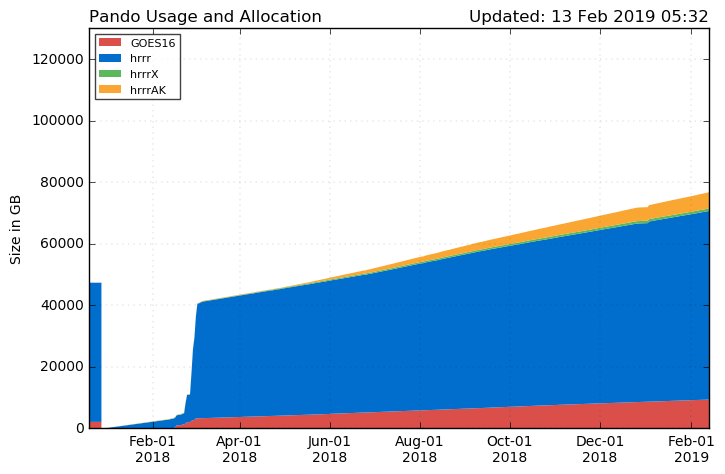 Pando Usage and Allocation
Updated: 13 Feb 2019 05:32
GOES16
hrrr
hrrrX
hrrrAK
Size in GB
120000
100000
80000
60000
40000
20000
0
Feb-01 2018
Apr-01 2018
Jun-01 2018
Aug-01 2018
Oct-01 2018
Dec-01 2018
Feb-01 2019